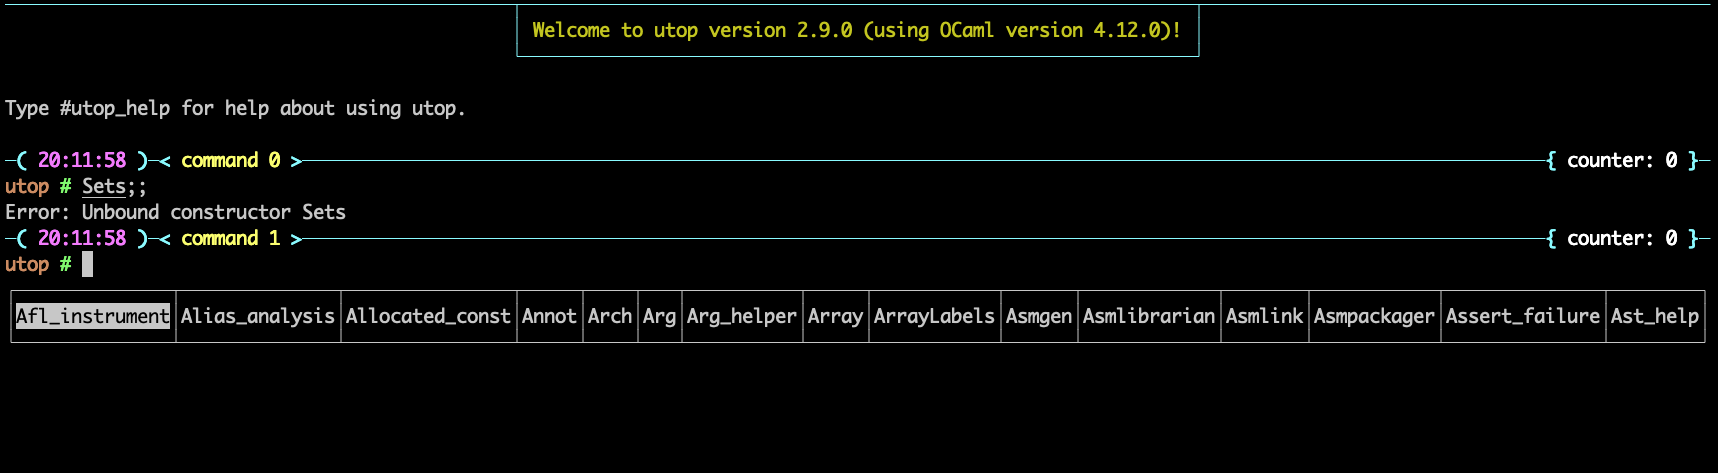 Welcome to utop version 2.9.0 (using OCaml version 4.12.0)!
Type #utop_help for help about using utop.
─( 20:11:58 )─< command 0 >──{ counter: 0 }─
utop # Sets;;
Error: Unbound constructor Sets
─( 20:11:58 )─< command 1 >──{ counter: 0 }─
utop #
Afl_instrument│Alias_analysis│Allocated_const│Annot│Arch│Arg│Arg_helper│Array│ArrayLabels│Asmgen│Asmlibrarian│Asmlink│Asmpackager│Assert_failure│Ast_help